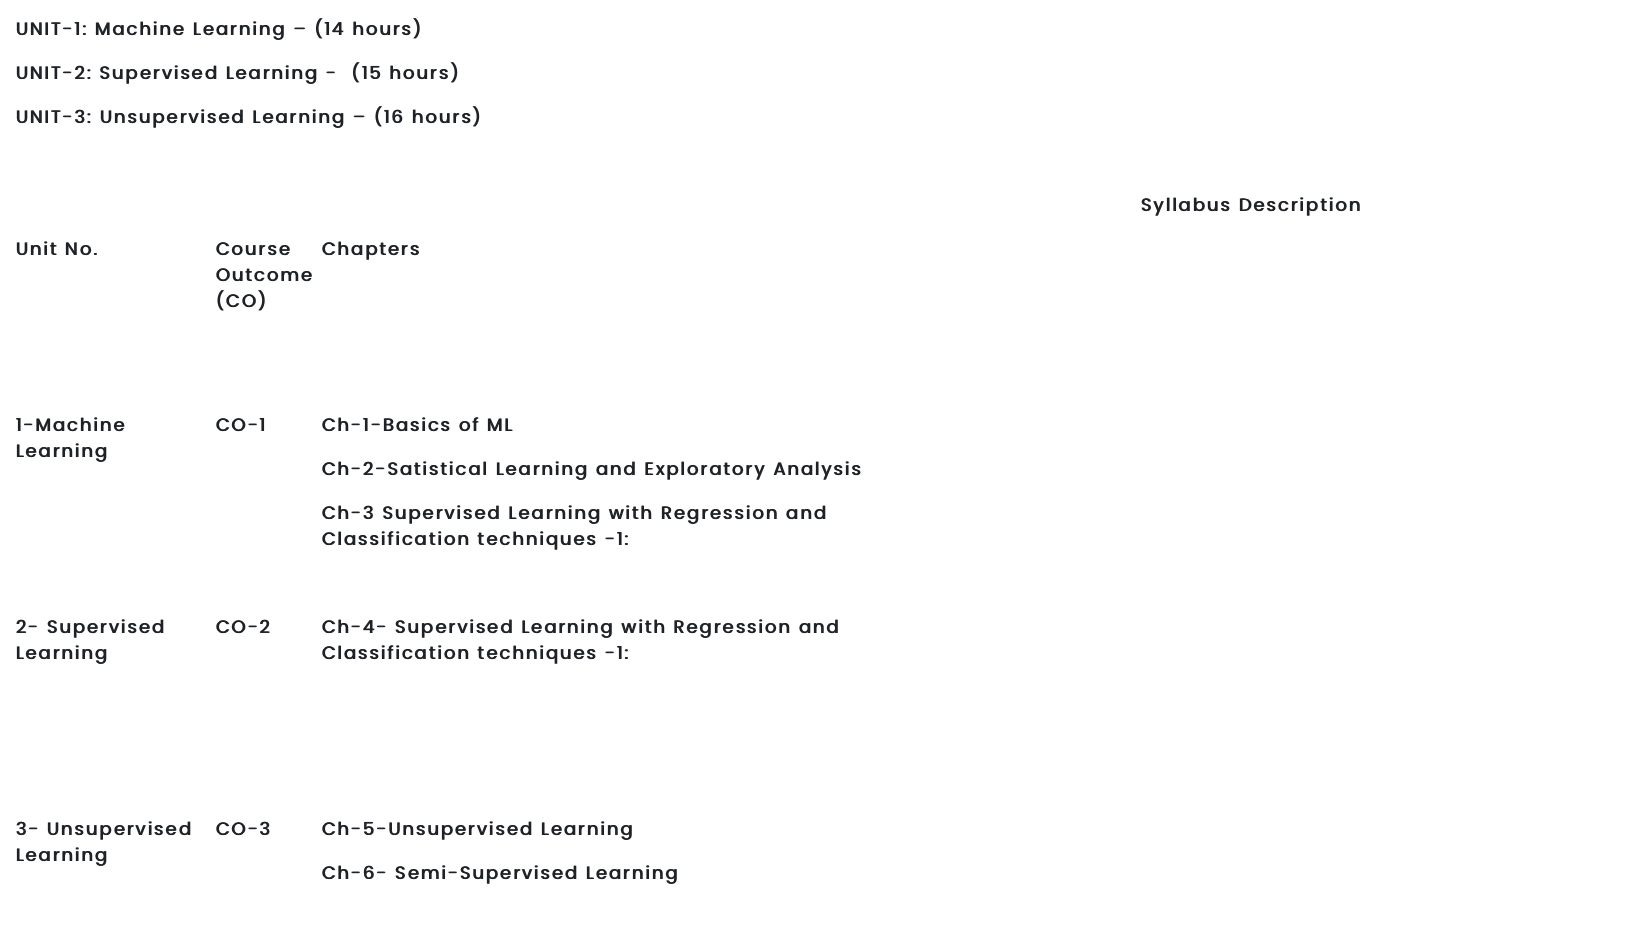 UNIT-1: Machine Learning – (14 hours)
UNIT-2: Supervised Learning -  (15 hours)
UNIT-3: Unsupervised Learning – (16 hours)
Syllabus Description
Unit No.
Course
Outcome
(CO)
Chapters
1-Machine
Learning
CO-1
Ch-1-Basics of ML
Ch-2-Satistical Learning and Exploratory Analysis
Ch-3 Supervised Learning with Regression and
Classification techniques -1:
2- Supervised
Learning
CO-2
Ch-4- Supervised Learning with Regression and
Classification techniques -1:
3- Unsupervised
Learning
CO-3
Ch-5-Unsupervised Learning
Ch-6- Semi-Supervised Learning